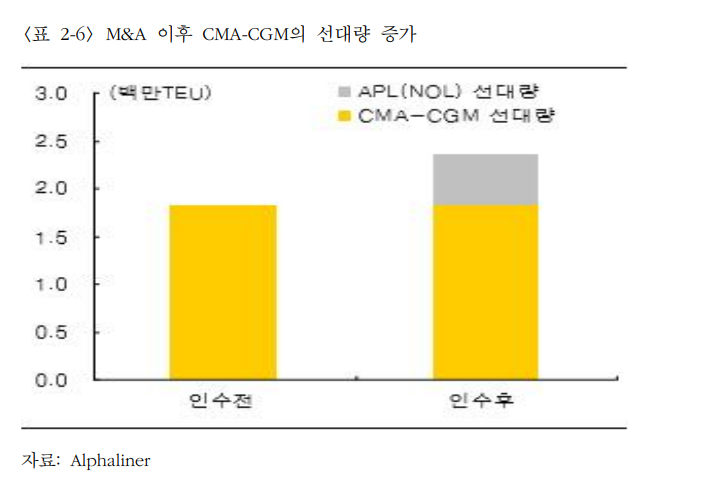 〈표 2-6〉 M&A 이후 CMA-CGM의 선대량 증가
3.0 (백만TEU)
APL(NOL) 선대량
CMA-CGM 선대량
2.5
2.0
1.5
1.0
0.5
0.0
인수전 인수후
자료: Alphaliner